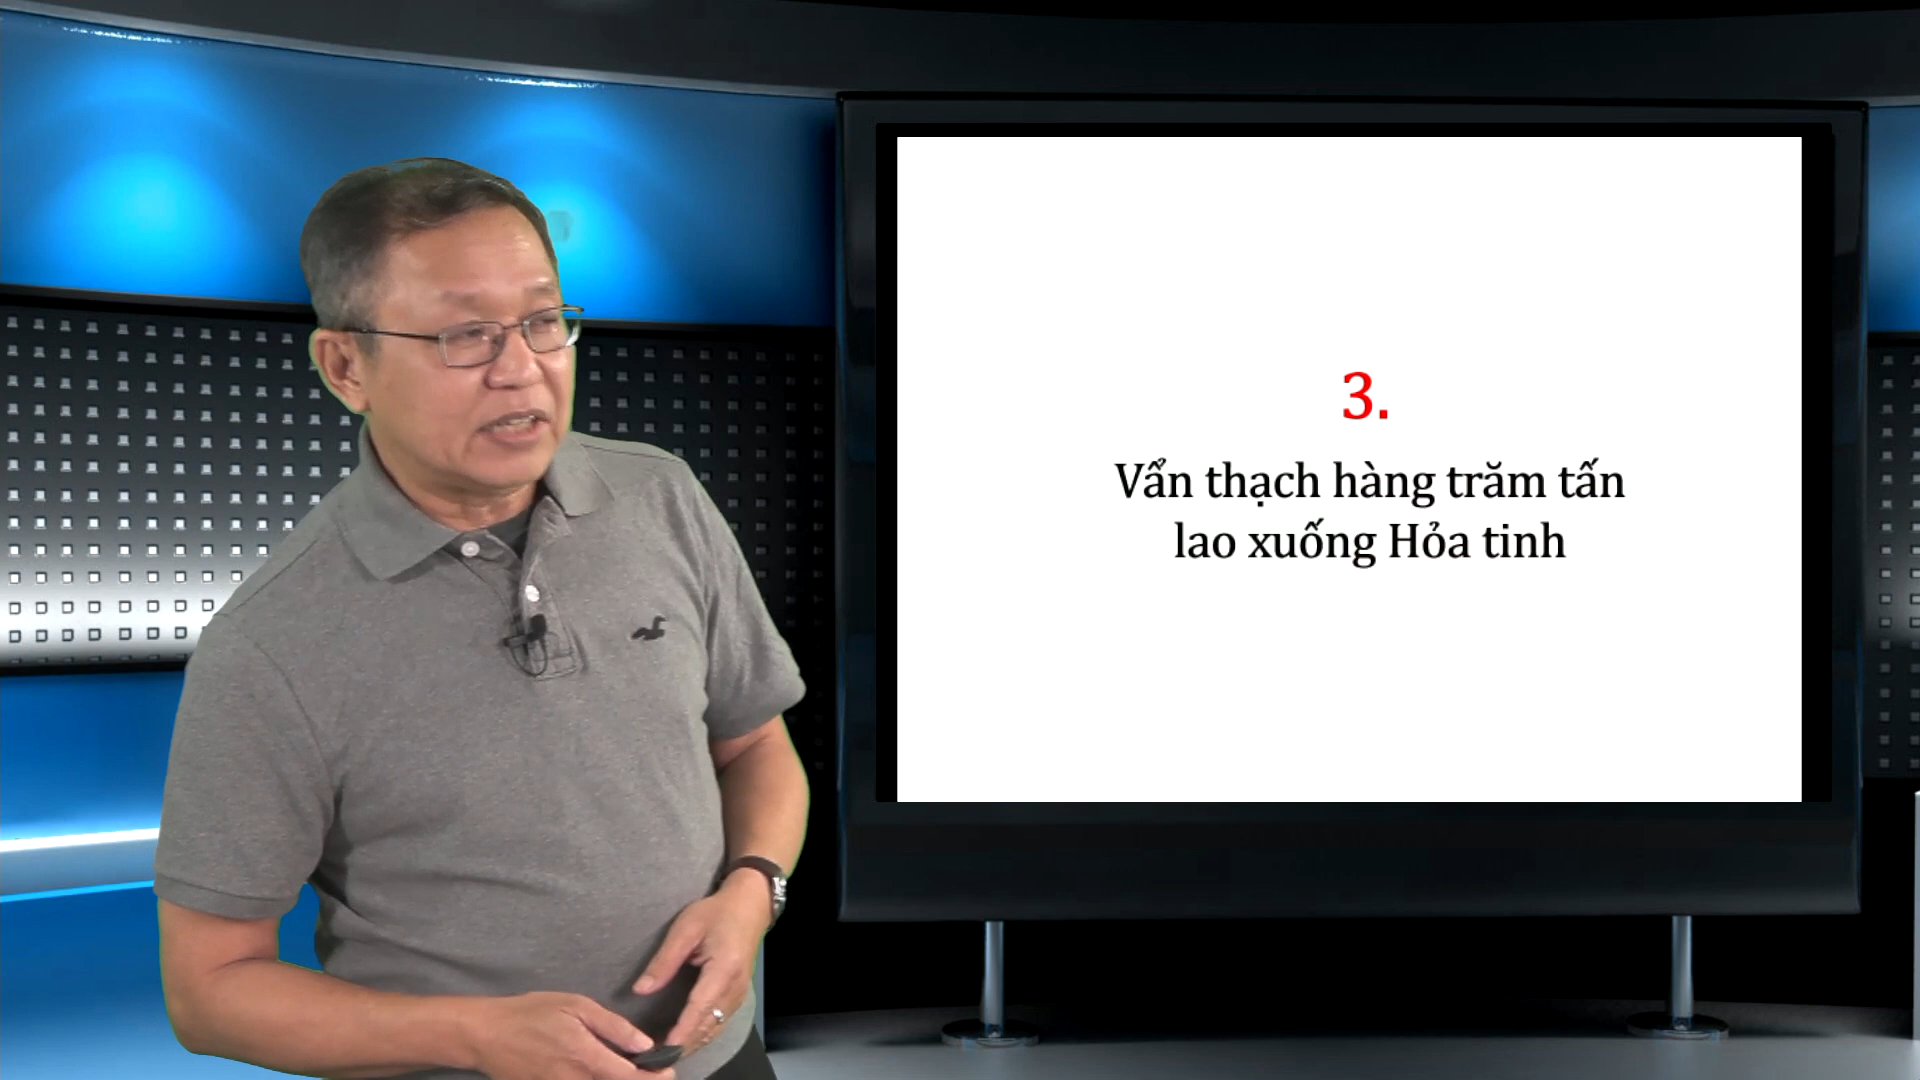 3.
Vẩn thạch hàng trăm tấn
lao xuống Hỏa tinh